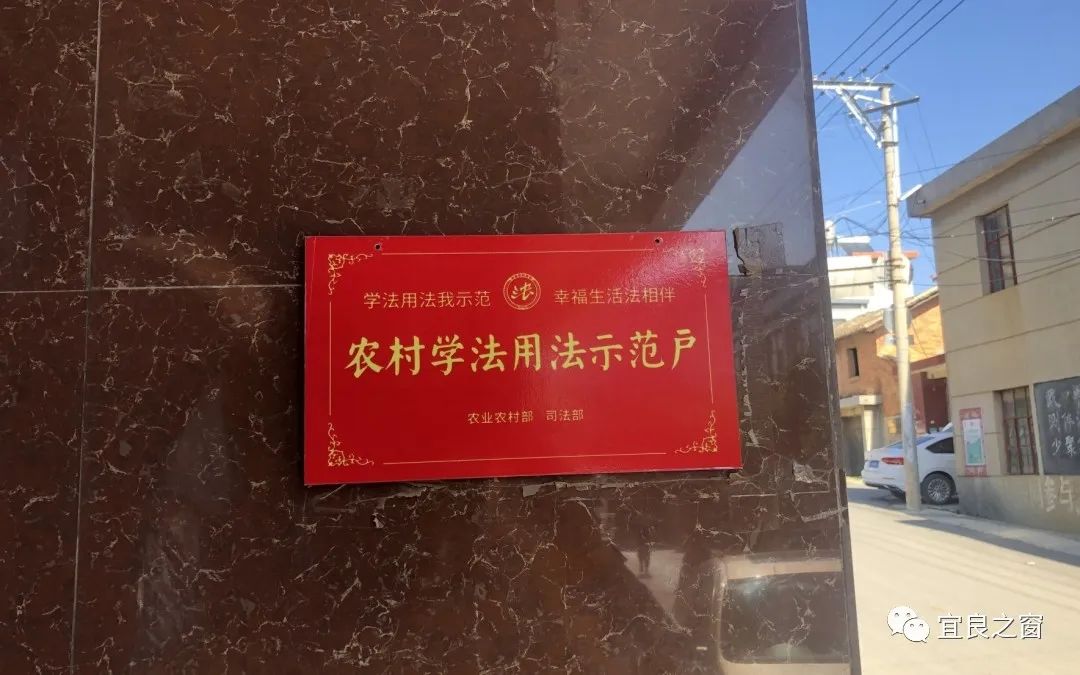 学法用法我示范 幸福生活法相伴
农村学法用法示范户
农业农村部 司法部
宜良之窗